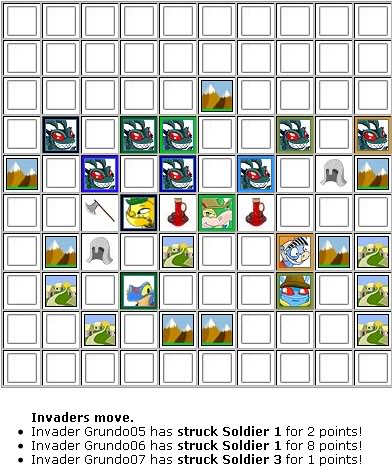 Invaders move.
Invader Grundo05 has struck Soldier 1 for 2 points!
Invader Grundo06 has struck Soldier 1 for 8 points!
Invader Grundo07 has struck Soldier 3 for 1 points!